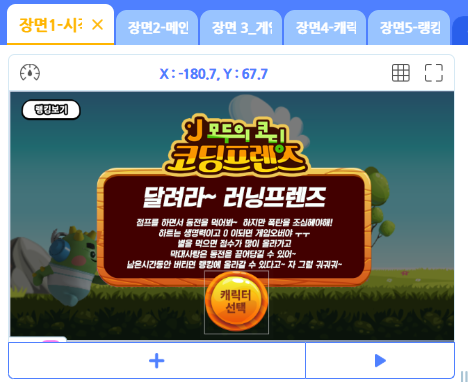 장면1-시작 ×
장면2-메인
장면 3_게임
장면4-캐릭
장면5-랭킹
X : -180.7, Y : 67.7
랭킹보기
모두의 코딩
코딩프렌즈
달려라~ 러닝프렌즈
점프를 하면서 동전을 먹어봐~ 하지만 폭탄을 조심해야해!
하트는 생명력이고 0 이되면 게임오바야 ㅜㅜ
별을 먹으면 점수가 많이 올라가고
막대사탕은 동전을 끌어당길 수 있어~
남은시간동안 버티면 랭킹에 올라갈 수 있다고~ 자 그럼 궈궈궈~
캐릭터
선택